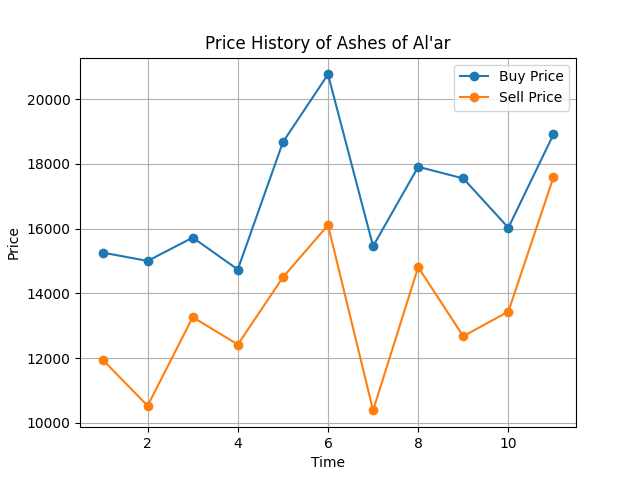 Price History of Ashes of Al'ar
Buy Price
Sell Price
Price
20000
18000
16000
14000
12000
10000
2 4 6 8 10
Time